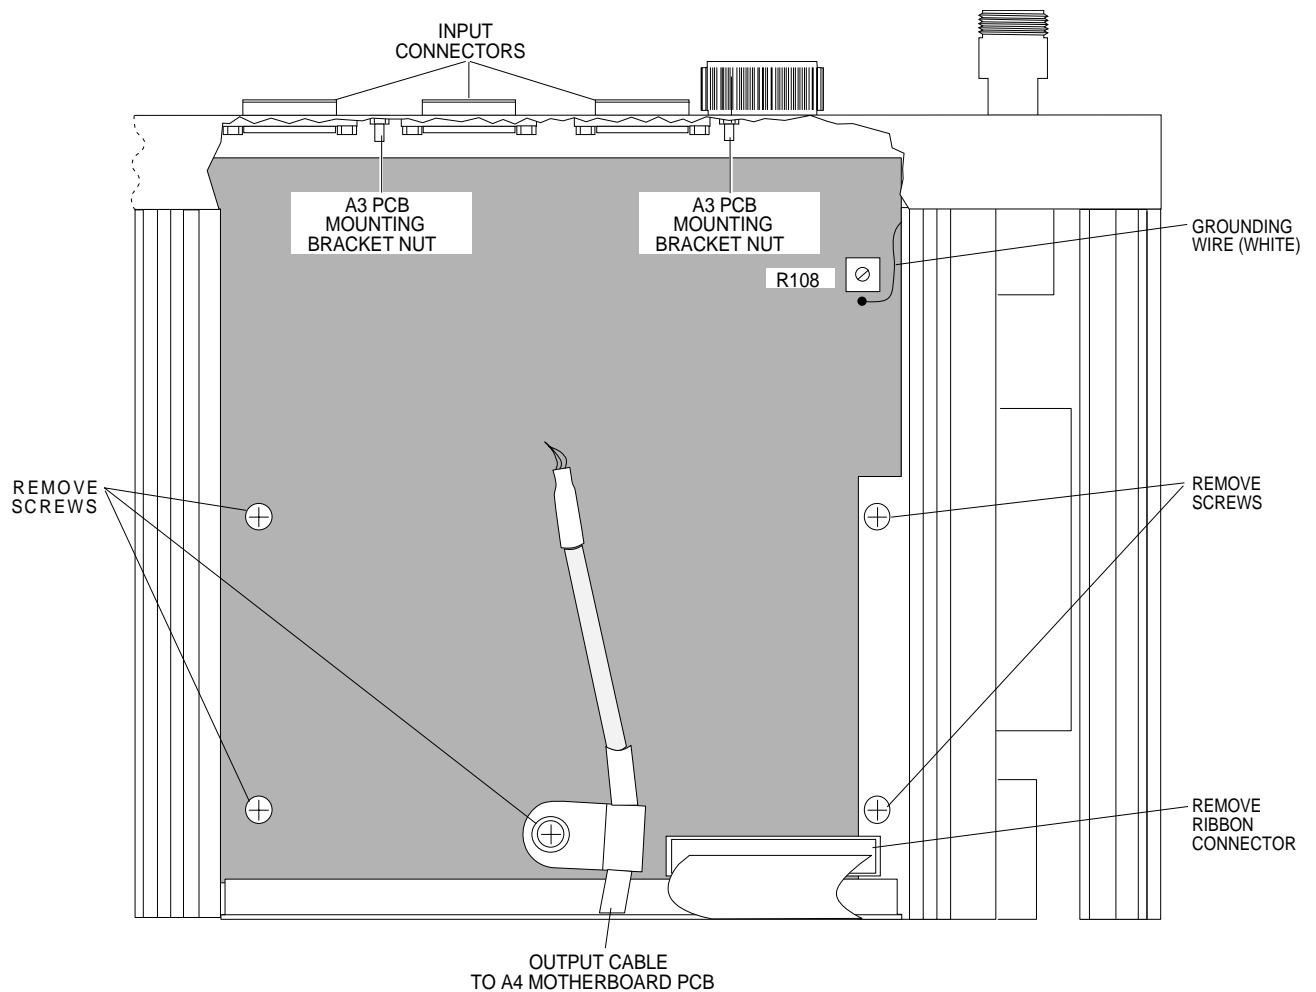 INPUT
CONNECTORS
A3 PCB
MOUNTING
BRACKET NUT
A3 PCB
MOUNTING
BRACKET NUT
GROUNDING
WIRE (WHITE)
R108
REMOVE
SCREWS
REMOVE
SCREWS
REMOVE
RIBBON
CONNECTOR
OUTPUT CABLE
TO A4 MOTHERBOARD PCB